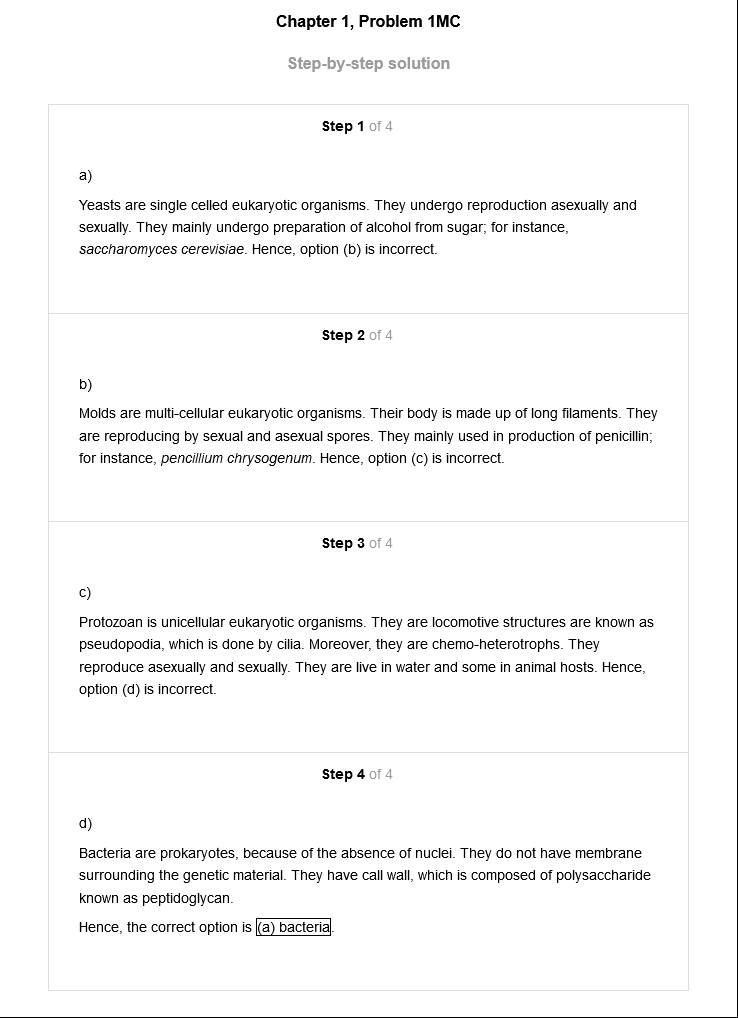 Chapter 1, Problem 1MC
Step-by-step solution
Step 1 of 4
a)
Yeasts are single celled eukaryotic organisms. They undergo reproduction asexually and
sexually. They mainly undergo preparation of alcohol from sugar; for instance,
saccharomyces cerevisiae. Hence, option (b) is incorrect.
Step 2 of 4
b)
Molds are multi-cellular eukaryotic organisms. Their body is made up of long filaments. They
are reproducing by sexual and asexual spores. They mainly used in production of penicillin;
for instance, pencillium chrysogenum. Hence, option (c) is incorrect.
Step 3 of 4
c)
Protozoan is unicellular eukaryotic organisms. They are locomotive structures are known as
pseudopodia, which is done by cilia. Moreover, they are chemo-heterotrophs. They
reproduce asexually and sexually. They are live in water and some in animal hosts. Hence,
option (d) is incorrect.
Step 4 of 4
d)
Bacteria are prokaryotes, because of the absence of nuclei. They do not have membrane
surrounding the genetic material. They have call wall, which is composed of polysaccharide
known as peptidoglycan.
Hence, the correct option is (a) bacteria.